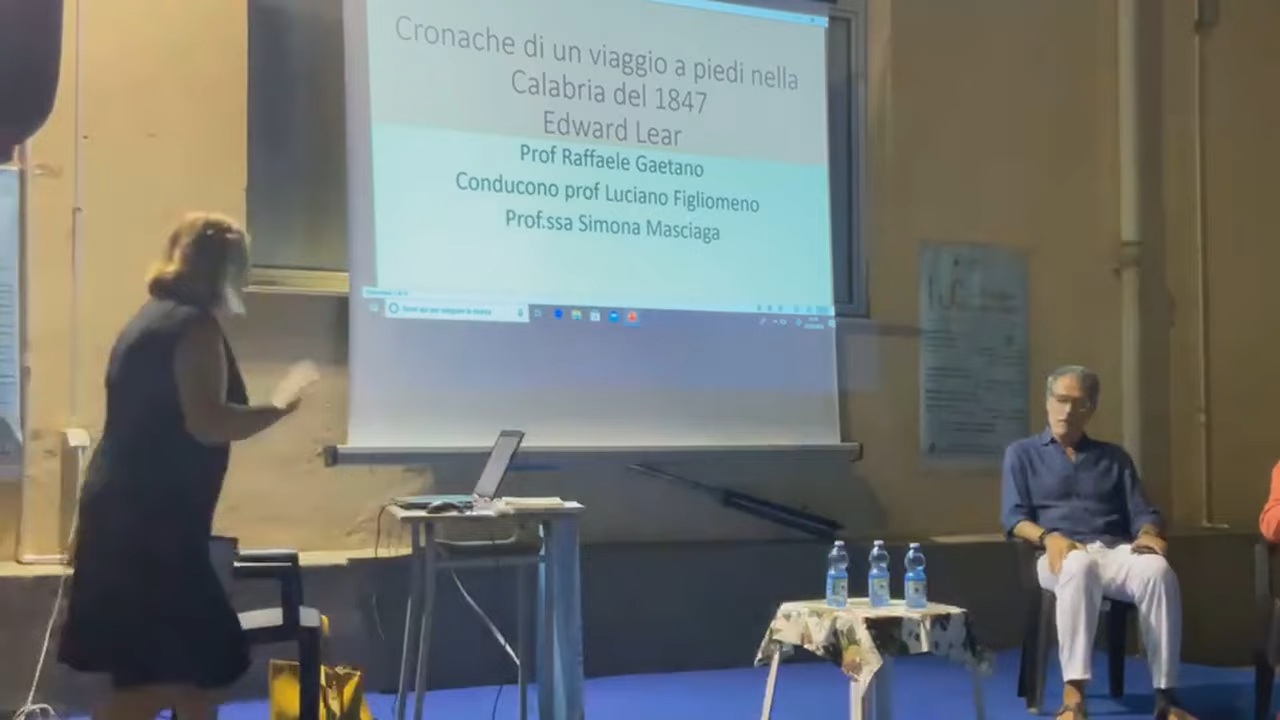 Cronache di un viaggio a piedi nella
Calabria del 1847
Edward Lear
Prof Raffaele Gaetano
Conducono prof Luciano Figliomeno
Prof.ssa Simona Masciaga